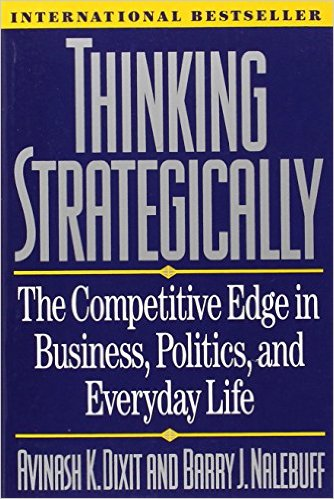 INTERNATIONAL BESTSELLER
THINKING
STRATEGICALLY
The Competitive Edge in
Business, Politics, and
Everyday Life
AVINASH K. DIXIT AND BARRY J. NALEBUFF